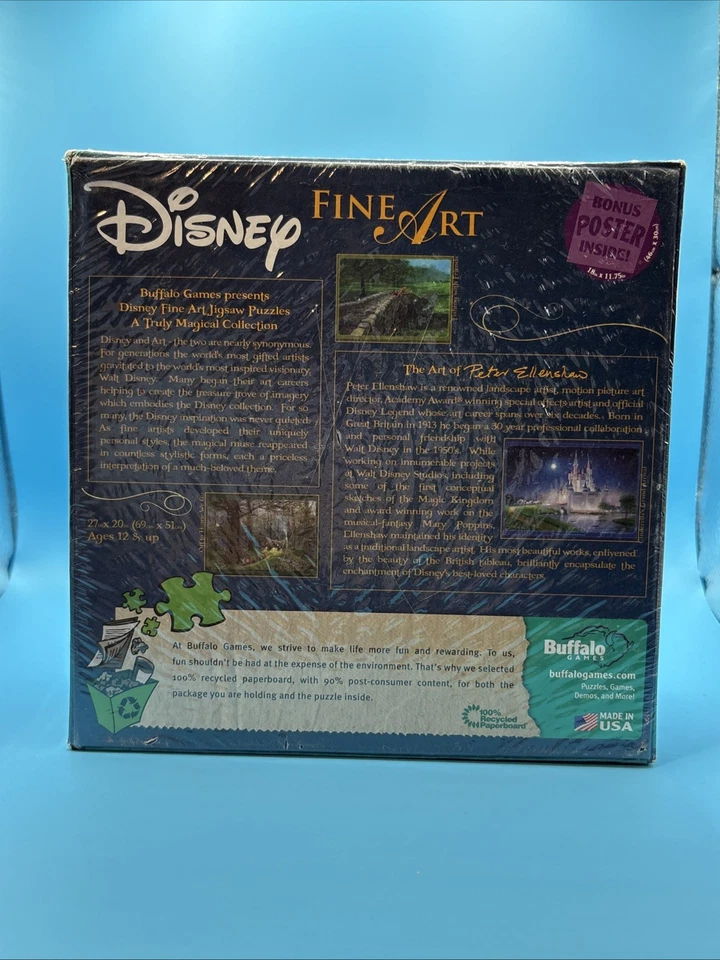 Disney FINE ART
BONUS
POSTER
INSIDE!
18in. x 11.75in.
(46cm x 30cm)
Buffalo Games presents
Disney Fine Art Jigsaw Puzzles
A Truly Magical Collection
Disney and Art - the two are nearly synonymous.
For generations the world's most gifted artists
gravitated to the world's most inspired visionary,
Walt Disney. Many began their art careers
helping to create the treasure trove of imagery
which embodies the Disney collection. For so
many, the Disney inspiration was never quieted.
As fine artists developed their uniquely
personal styles, the magical muse reappeared
in countless stylistic forms, each a priceless
interpretation of a much-beloved theme.
27in. x 20in. (69cm x 51cm)
Ages 12 & up
The Art of Peter Ellenshaw
Peter Ellenshaw is a renowned landscape artist, motion picture art
director, Academy Award® winning special effects artist and official
Disney Legend whose art career spans over six decades. Born in
Great Britain in 1913 he began a 30 year professional collaboration
and personal friendship with
Walt Disney in the 1950's. While
working on innumerable projects
at Walt Disney Studios, including
some of the first conceptual
sketches of the Magic Kingdom
and award winning work on the
musical-fantasy Mary Poppins,
Ellenshaw maintained his identity
as a traditional landscape artist. His most beautiful works, enlivened
by the beauty of the British tableau, brilliantly encapsulate the
enchantment of Disney's best-loved characters.
At Buffalo Games, we strive to make life more fun and rewarding. To us,
fun shouldn't be had at the expense of the environment. That's why we selected
100% recycled paperboard, with 90% post-consumer content, for both the
package you are holding and the puzzle inside.
100%
Recycled
Paperboard
Buffalo
GAMES
buffalogames.com
Puzzles, Games,
Demos, and More!
MADE IN
USA